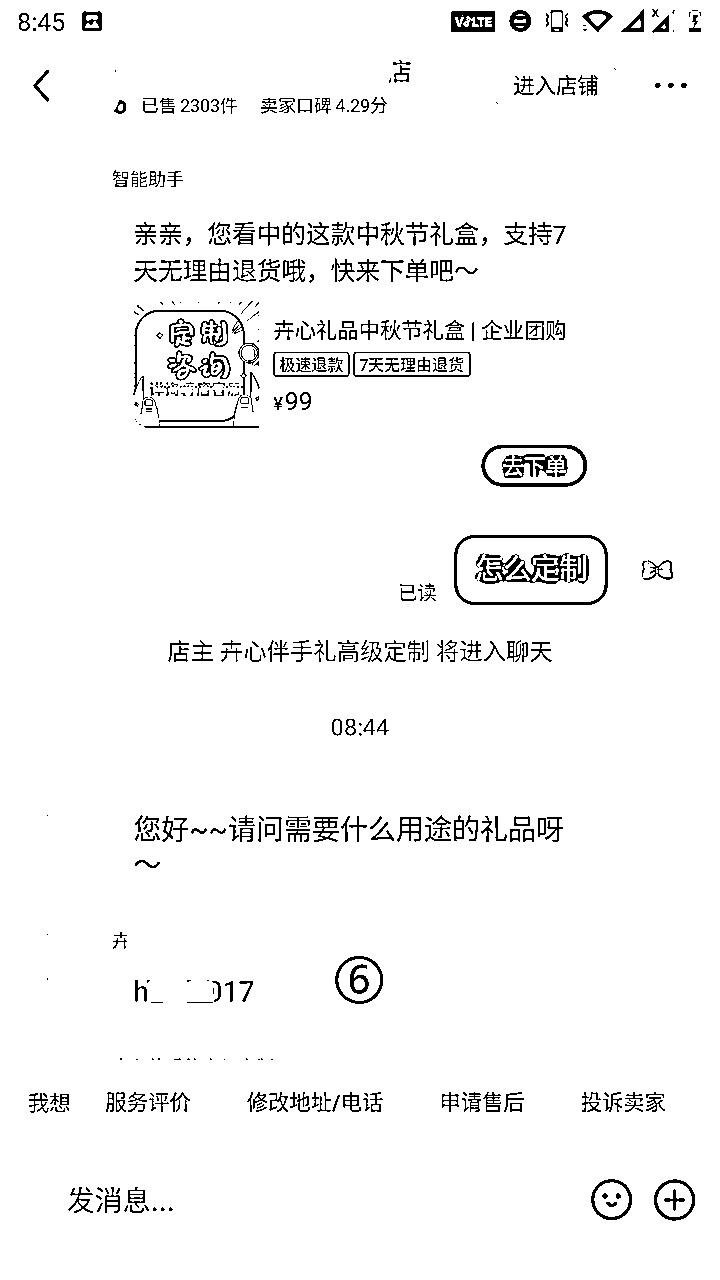 8:45 VoLTE
店
已售 2303件 卖家口碑 4.29分 进入店铺
智能助手
亲亲，您看中的这款中秋节礼盒，支持7
天无理由退货哦，快来下单吧～
定制
咨询
卉心礼品中秋节礼盒 | 企业团购
极速退款 7天无理由退货
¥99
去下单
怎么定制
已读
店主 卉心伴手礼高级定制 将进入聊天
08:44
您好~~请问需要什么用途的礼品呀
～
卉
⑥
我想 服务评价 修改地址/电话 申请售后 投诉卖家
发消息...